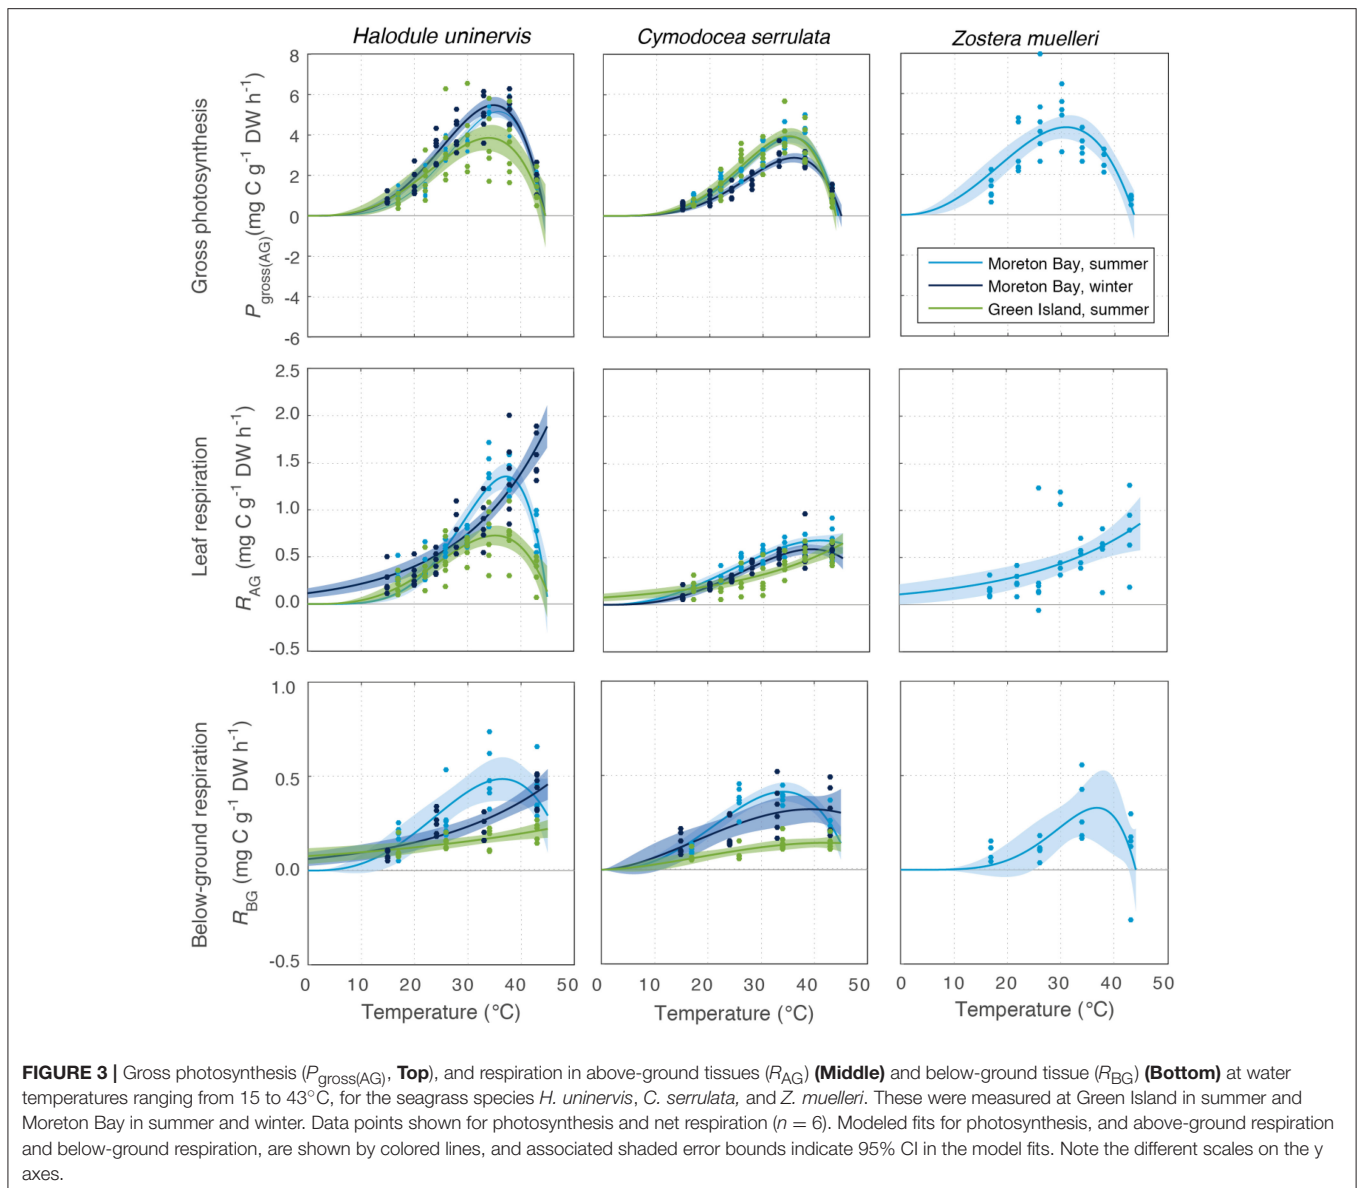 Halodule uninervis
Cymodocea serrulata
Zostera muelleri
Gross photosynthesis
P gross(AG) (mg C g⁻¹ DW h⁻¹)
8
6
4
2
0
-2
-4
-6
Moreton Bay, summer
Moreton Bay, winter
Green Island, summer
Leaf respiration
R AG (mg C g⁻¹ DW h⁻¹)
2.5
2.0
1.5
1.0
0.5
0.0
-0.5
Below-ground respiration
R BG (mg C g⁻¹ DW h⁻¹)
1.0
0.5
0.0
-0.5
0 10 20 30 40 50
0 10 20 30 40 50
0 10 20 30 40 50
Temperature (°C)
Temperature (°C)
Temperature (°C)
FIGURE 3 | Gross photosynthesis (P gross(AG), Top), and respiration in above-ground tissues (R AG) (Middle) and below-ground tissue (R BG) (Bottom) at water
temperatures ranging from 15 to 43°C, for the seagrass species H. uninervis, C. serrulata, and Z. muelleri. These were measured at Green Island in summer and
Moreton Bay in summer and winter. Data points shown for photosynthesis and net respiration (n = 6). Modeled fits for photosynthesis, and above-ground respiration
and below-ground respiration, are shown by colored lines, and associated shaded error bounds indicate 95% CI in the model fits. Note the different scales on the y
axes.